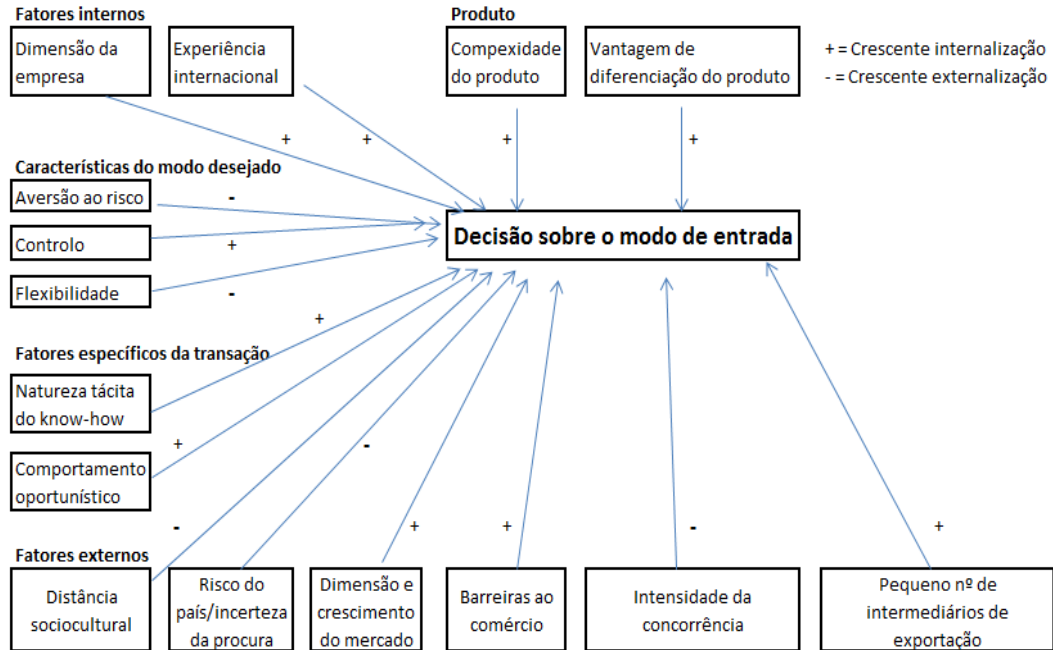 Fatores internos
Produto
Dimensão da
empresa
Experiência
internacional
Compexidade
do produto
Vantagem de
diferenciação do produto
+ = Crescente internalização
- = Crescente externalização
+
+
+
+
Características do modo desejado
Aversão ao risco
-
Controlo
+
Flexibilidade
-
Decisão sobre o modo de entrada
+
Fatores específicos da transação
Natureza tácita
do know-how
+
-
Comportamento
oportunístico
-
+
+
-
+
Fatores externos
Distância
sociocultural
Risco do
país/incerteza
da procura
Dimensão e
crescimento
do mercado
Barreiras ao
comércio
Intensidade da
concorrência
Pequeno nº de
intermediários de
exportação